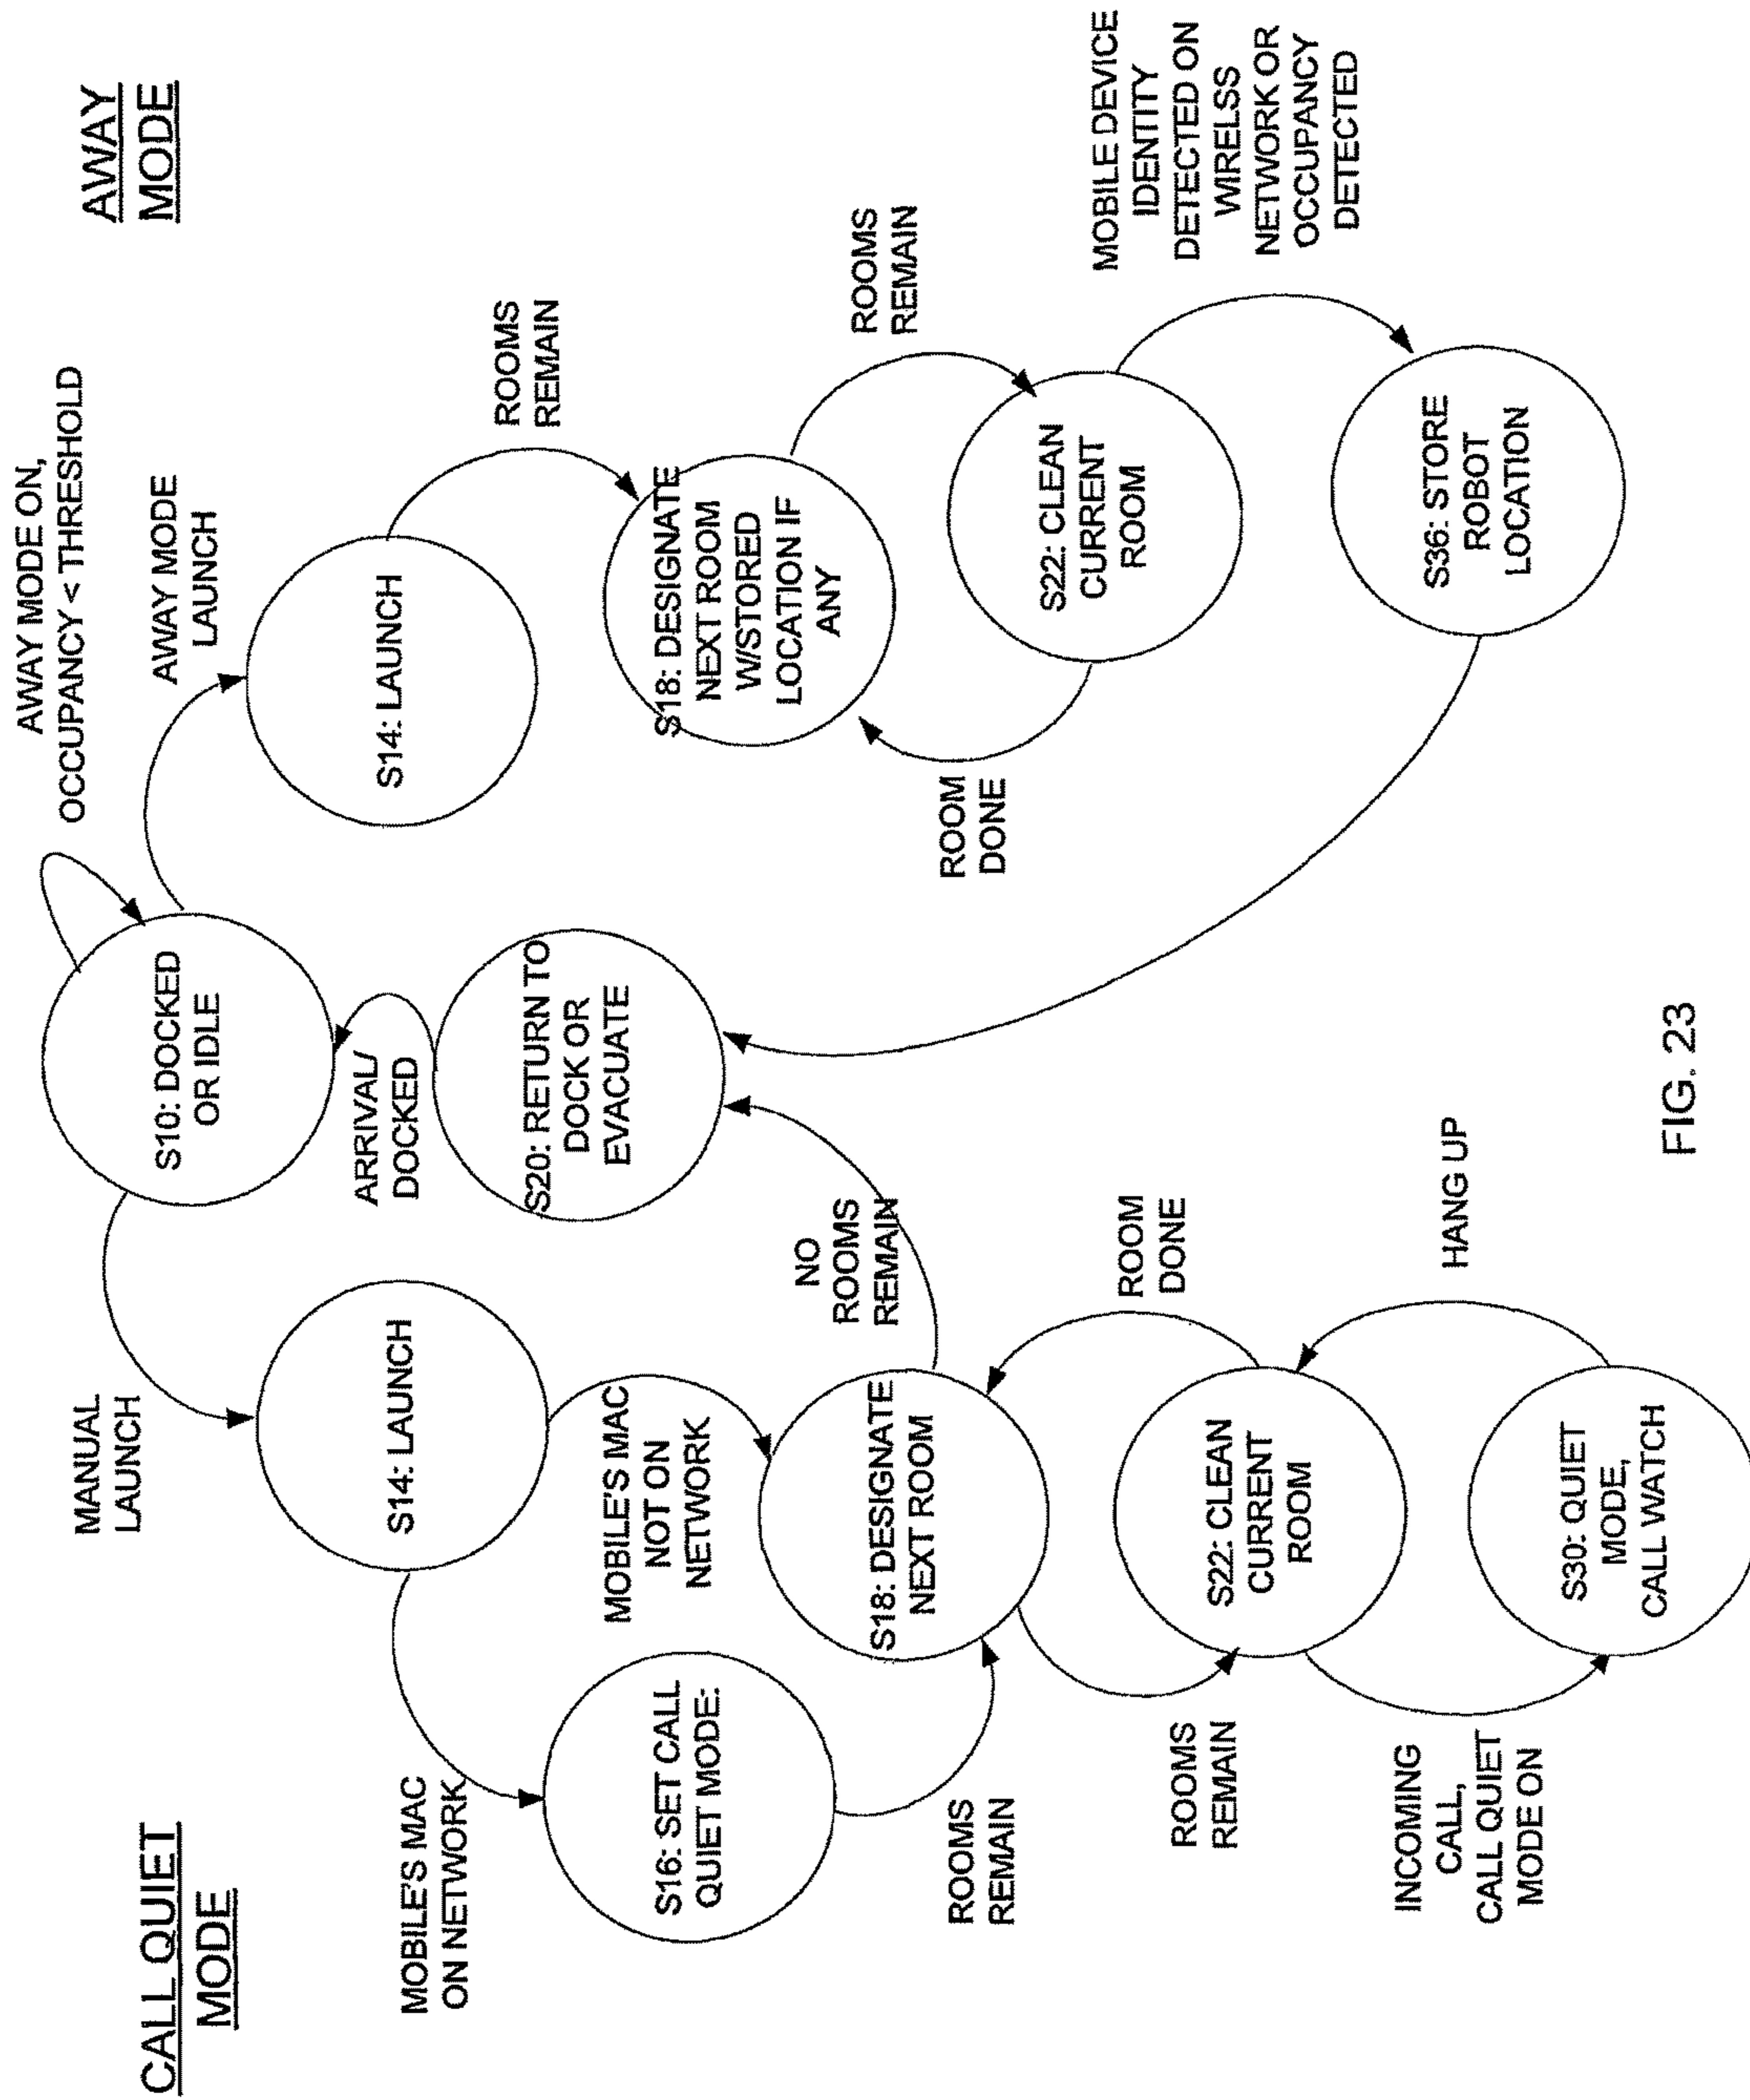 CALL QUIET
MODE
AWAY
MODE
AWAY MODE ON,
OCCUPANCY < THRESHOLD
MANUAL
LAUNCH
S10: DOCKED
OR IDLE
AWAY MODE
LAUNCH
ARRIVAL/
DOCKED
S14: LAUNCH
S14: LAUNCH
MOBILE'S MAC
ON NETWORK
MOBILE'S MAC
NOT ON
NETWORK
S20: RETURN TO
DOCK OR
EVACUATE
ROOMS
REMAIN
S16: SET CALL
QUIET MODE:
NO
ROOMS
REMAIN
S18: DESIGNATE
NEXT ROOM
W/STORED
LOCATION IF
ANY
S18: DESIGNATE
NEXT ROOM
ROOMS
REMAIN
ROOMS
REMAIN
ROOM
DONE
S22: CLEAN
CURRENT
ROOM
MOBILE DEVICE
IDENTITY
DETECTED ON
WIRELSS
NETWORK OR
OCCUPANCY
DETECTED
ROOMS
REMAIN
S22: CLEAN
CURRENT
ROOM
ROOM
DONE
INCOMING
CALL,
CALL QUIET
MODE ON
HANG UP
S36: STORE
ROBOT
LOCATION
S30: QUIET
MODE,
CALL WATCH
FIG. 23